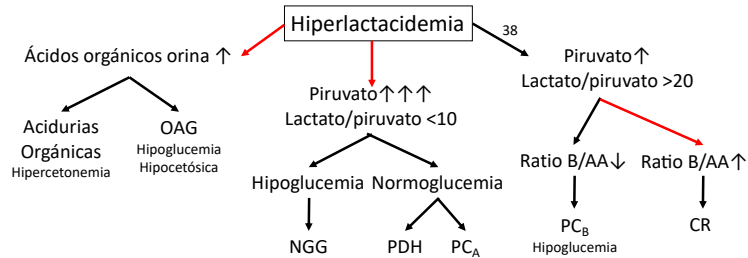 Hiperlactacidemia
38
Ácidos orgánicos orina ↑
Acidurias
Orgánicas
Hipercetonemia
OAG
Hipoglucemia
Hipocetósica
Piruvato↑↑↑
Lactato/piruvato <10
Hipoglucemia
Normoglucemia
NGG
PDH
PCA
Piruvato↑
Lactato/piruvato >20
Ratio B/AA↓
Ratio B/AA↑
PCB
Hipoglucemia
CR